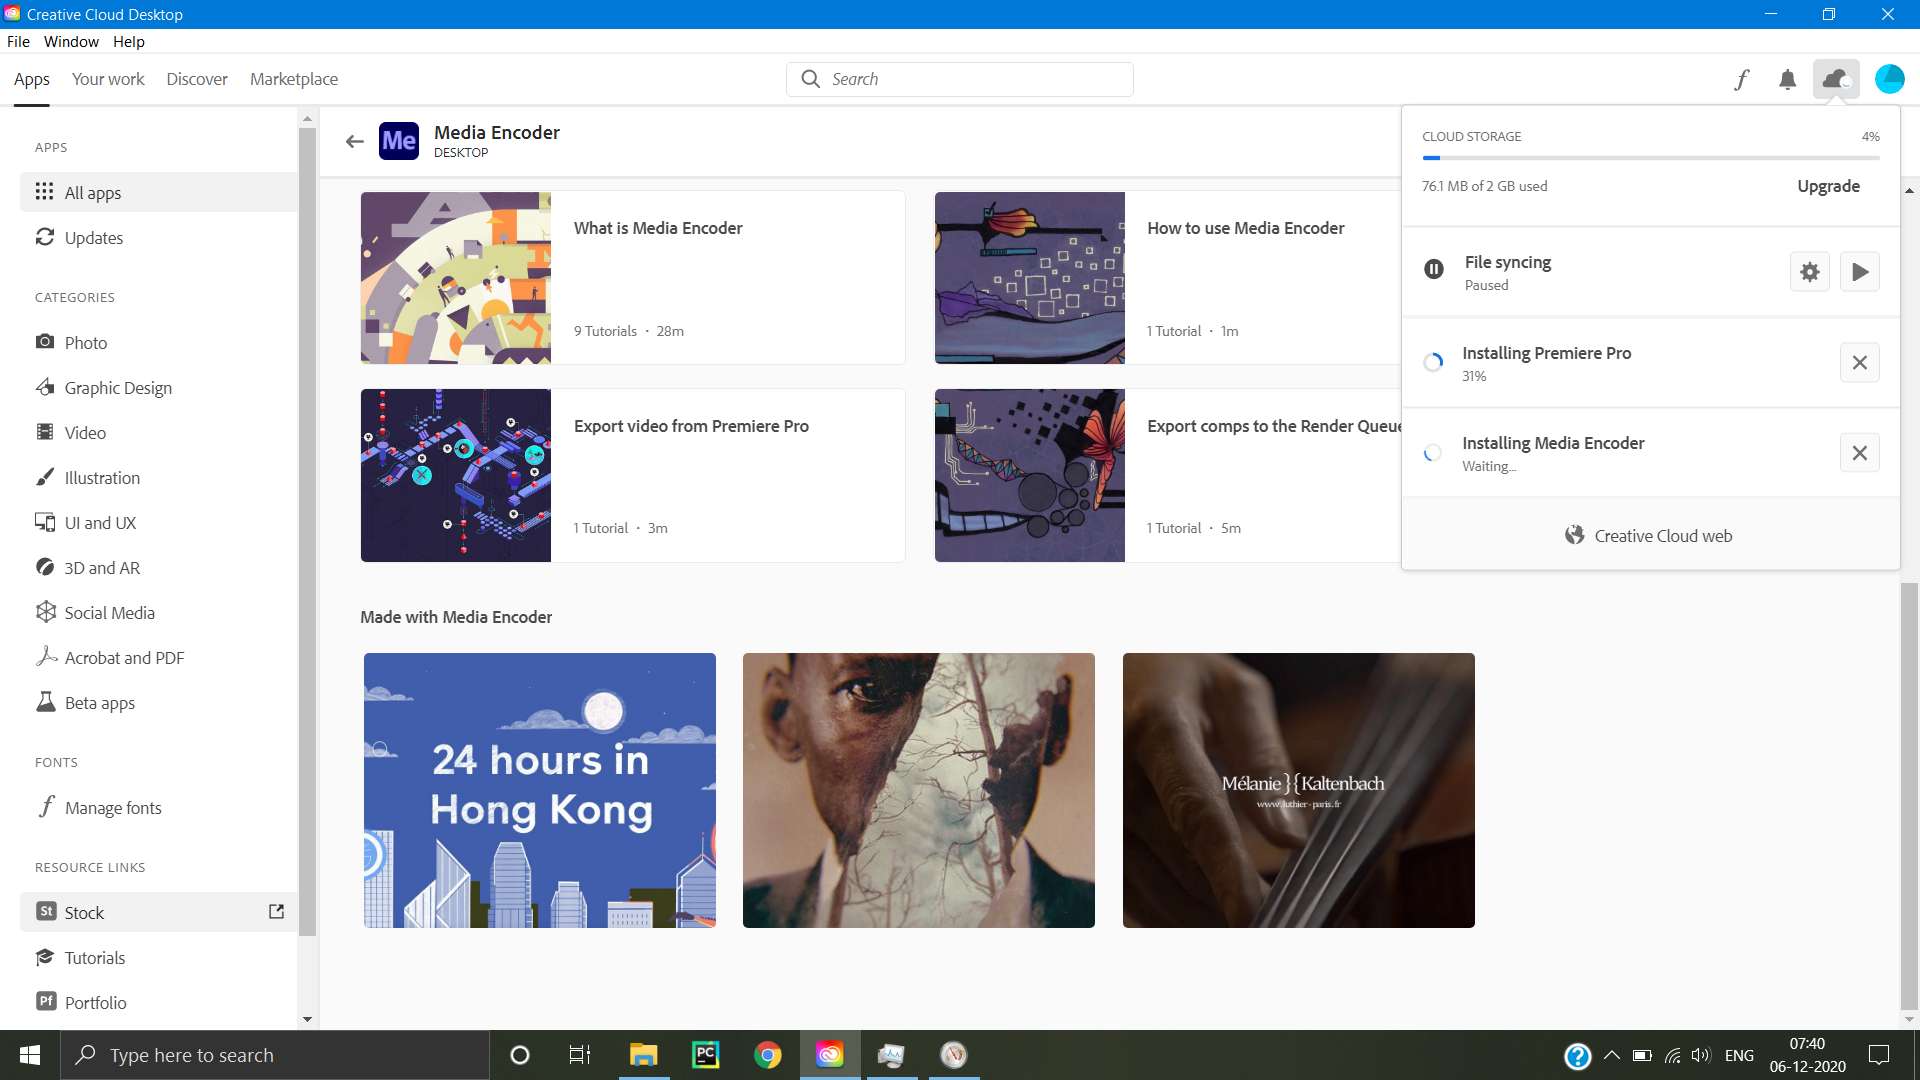 Creative Cloud Desktop
File Window Help
Apps Your work Discover Marketplace
Search
APPS
All apps
Updates
CATEGORIES
Photo
Graphic Design
Video
Illustration
UI and UX
3D and AR
Social Media
Acrobat and PDF
Beta apps
FONTS
Manage fonts
RESOURCE LINKS
St Stock
Tutorials
Pf Portfolio
Me Media Encoder
DESKTOP
What is Media Encoder
9 Tutorials · 28m
How to use Media Encoder
1 Tutorial · 1m
Export video from Premiere Pro
1 Tutorial · 3m
Export comps to the Render Queue
1 Tutorial · 5m
Made with Media Encoder
24 hours in
Hong Kong
Mélanie }{ Kaltenbach
www.luthier-paris.fr
CLOUD STORAGE 4%
76.1 MB of 2 GB used Upgrade
File syncing
Paused
Installing Premiere Pro
31%
Installing Media Encoder
Waiting...
Creative Cloud web
Type here to search
PC
ENG
07:40
06-12-2020